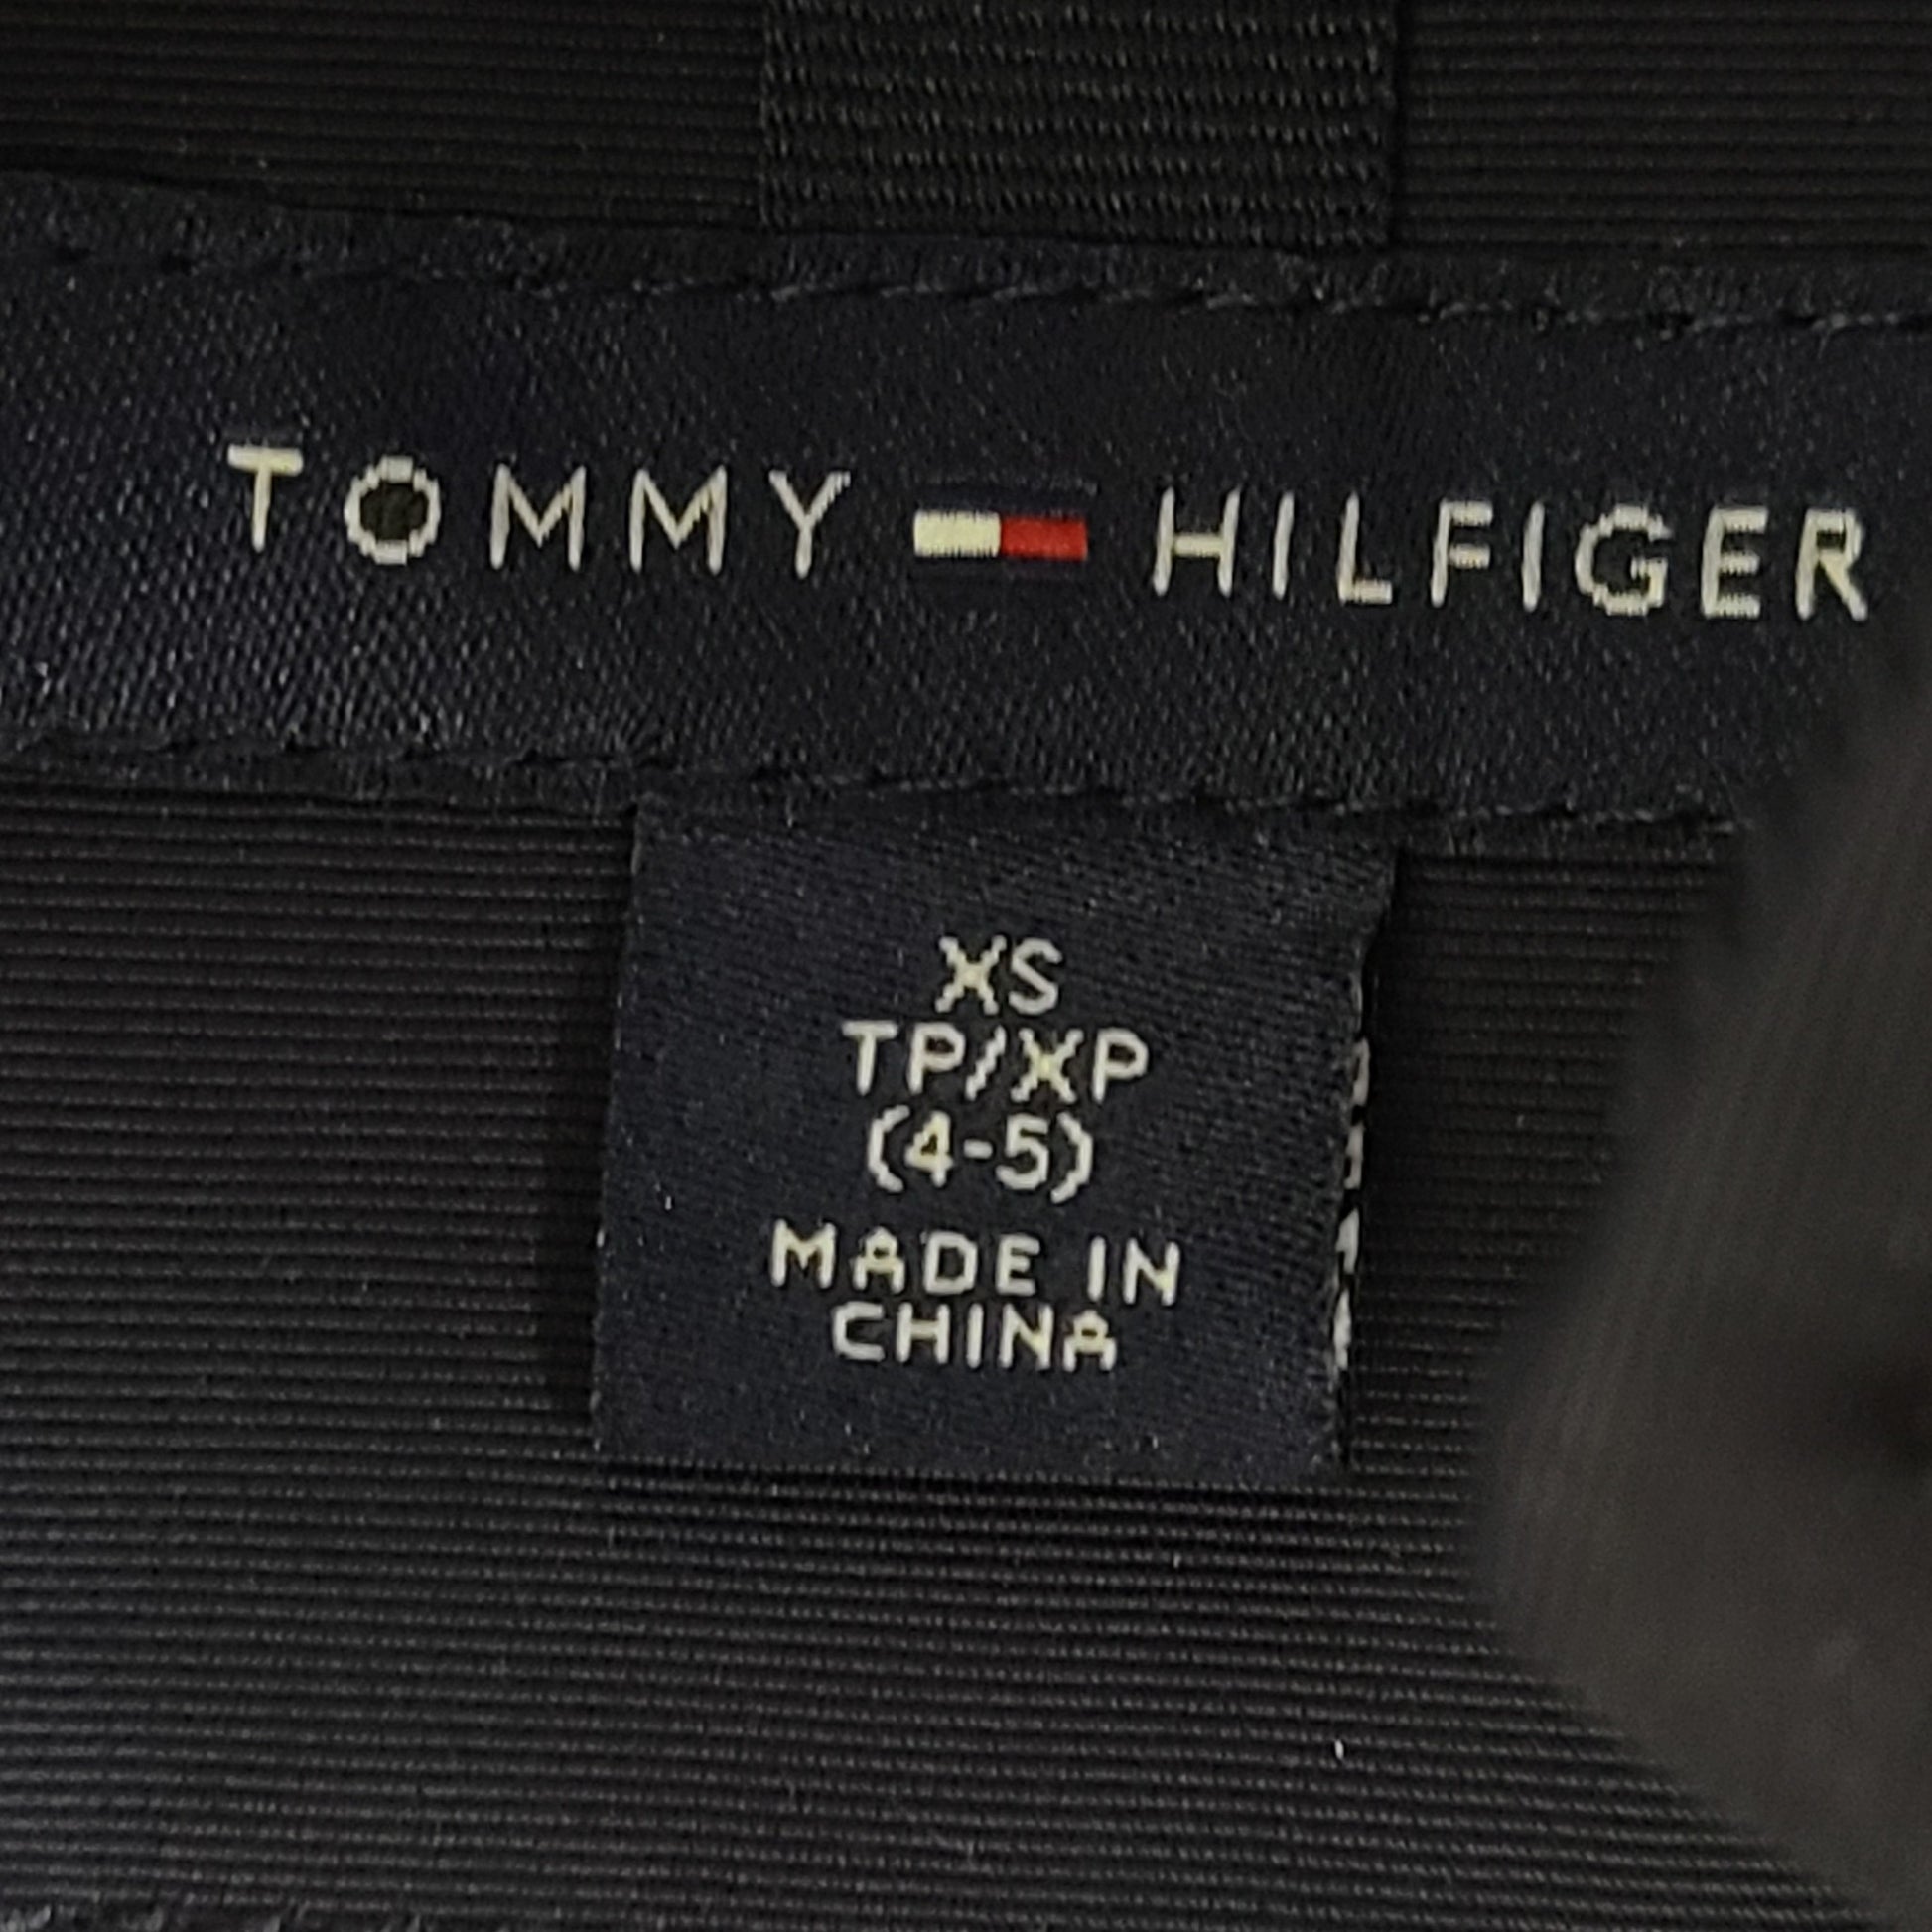 TOMMY HILFIGER
XS
TP/XP
(4-5)
MADE IN
CHINA